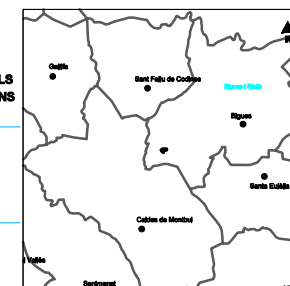 LS
NS
Gallifa
Sant Feliu de Codines
Bigues i Riells
Bigues
Santa Eulàlia
Caldes de Montbui
l Vallès
Sentmenat